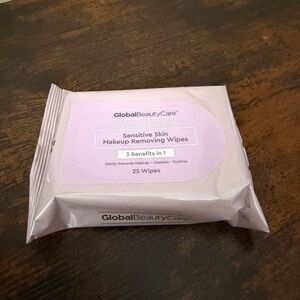 GlobalBeautyCare®
Sensitive Skin
Makeup Removing Wipes
3 Benefits in 1
Gently Removes Makeup • Cleanses • Soothes
25 Wipes
GlobalBeautyCare®